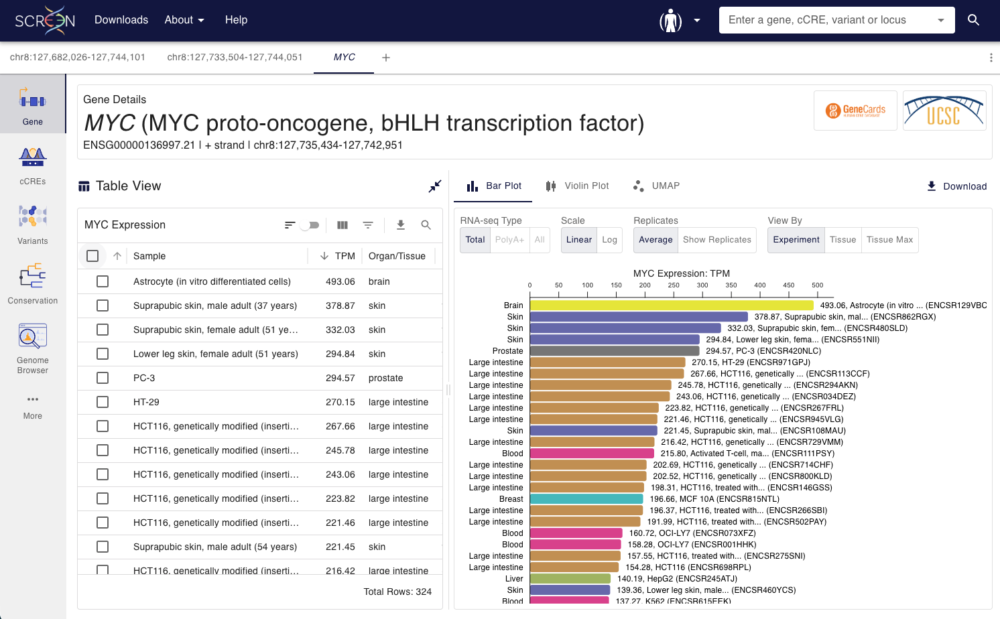 SCREEN
Downloads
About
Help
Enter a gene, cCRE, variant or locus
chr8:127,682,026-127,744,101
chr8:127,733,504-127,744,051
MYC
Gene
cCREs
Variants
Conservation
Genome
Browser
More
Gene Details
MYC (MYC proto-oncogene, bHLH transcription factor)
ENSG00000136997.21 | + strand | chr8:127,735,434-127,742,951
GeneCards
HUMAN GENE DATABASE
UCSC
Table View
MYC Expression
Sample TPM Organ/Tissue
Astrocyte (in vitro differentiated cells) 493.06 brain
Suprapubic skin, male adult (37 years) 378.87 skin
Suprapubic skin, female adult (51 ye… 332.03 skin
Lower leg skin, female adult (51 years) 294.84 skin
PC-3 294.57 prostate
HT-29 270.15 large intestine
HCT116, genetically modified (inserti… 267.66 large intestine
HCT116, genetically modified (inserti… 245.78 large intestine
HCT116, genetically modified (inserti… 243.06 large intestine
HCT116, genetically modified (inserti… 223.82 large intestine
HCT116, genetically modified (inserti… 221.46 large intestine
Suprapubic skin, male adult (54 years) 221.45 skin
HCT116, genetically modified (inserti… 216.42 large intestine
Total Rows: 324
Bar Plot
Violin Plot
UMAP
Download
RNA-seq Type
Total PolyA+ All
Scale
Linear Log
Replicates
Average Show Replicates
View By
Experiment Tissue Tissue Max
MYC Expression: TPM
0 50 100 150 200 250 300 350 400 450 500
Brain 493.06, Astrocyte (in vitro ... (ENCSR129VBC
Skin 378.87, Suprapubic skin, mal... (ENCSR862RGX)
Skin 332.03, Suprapubic skin, fem... (ENCSR480SLD)
Skin 294.84, Lower leg skin, fema... (ENCSR551NII)
Prostate 294.57, PC-3 (ENCSR420NLC)
Large intestine 270.15, HT-29 (ENCSR971GPJ)
Large intestine 267.66, HCT116, genetically ... (ENCSR113CCF)
Large intestine 245.78, HCT116, genetically ... (ENCSR294AKN)
Large intestine 243.06, HCT116, genetically ... (ENCSR034DEZ)
Large intestine 223.82, HCT116, genetically ... (ENCSR267FRL)
Large intestine 221.46, HCT116, genetically ... (ENCSR945VLG)
Skin 221.45, Suprapubic skin, mal... (ENCSR108MAU)
Large intestine 216.42, HCT116, genetically ... (ENCSR729VMM)
Blood 215.80, Activated T-cell, ma... (ENCSR111PSY)
Large intestine 202.69, HCT116, genetically ... (ENCSR714CHF)
Large intestine 202.52, HCT116, genetically ... (ENCSR800KLD)
Large intestine 198.31, HCT116, treated with... (ENCSR146GSS)
Breast 196.66, MCF 10A (ENCSR815NTL)
Large intestine 196.37, HCT116, treated with... (ENCSR266SBI)
Large intestine 191.99, HCT116, treated with... (ENCSR502PAY)
Blood 160.72, OCI-LY7 (ENCSR073XFZ)
Blood 158.28, OCI-LY7 (ENCSR001HHK)
Large intestine 157.55, HCT116, treated with... (ENCSR275SNI)
Large intestine 154.28, HCT116 (ENCSR698RPL)
Liver 140.19, HepG2 (ENCSR245ATJ)
Skin 139.36, Lower leg skin, male... (ENCSR460YCS)
Blood 137.27, K562 (ENCSR615EEK)